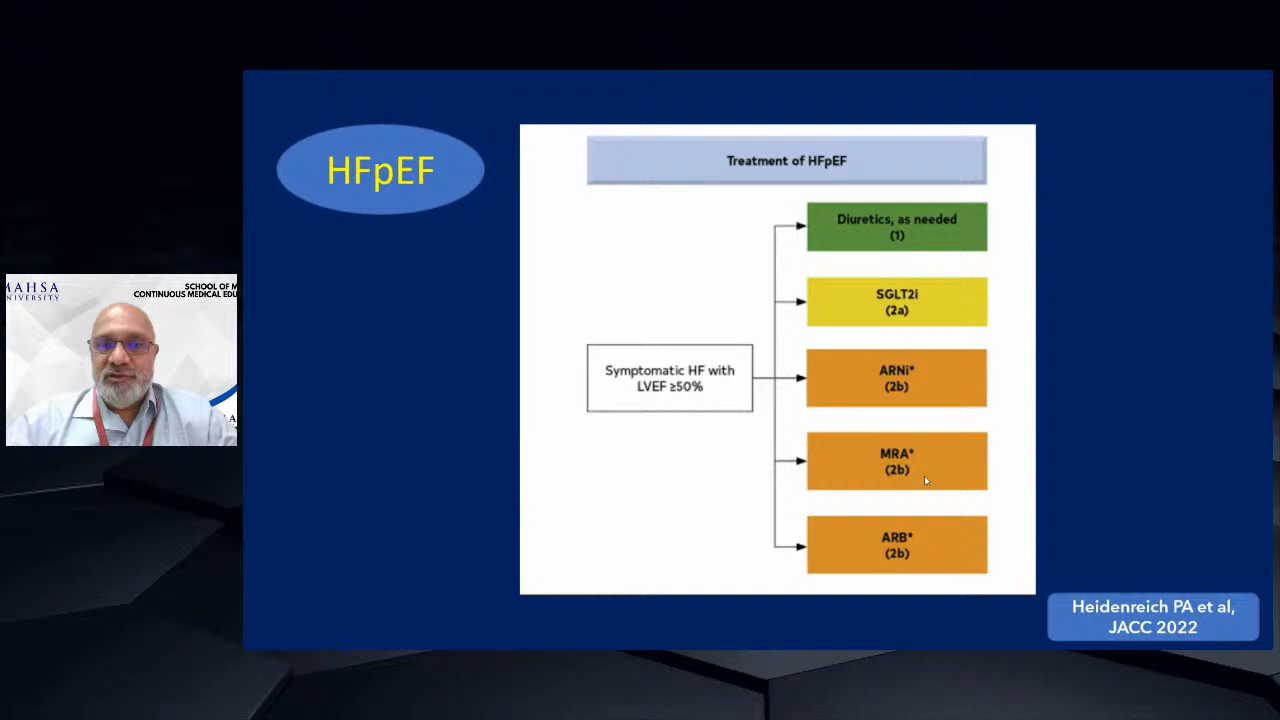 HFpEF
Treatment of HFpEF
Diuretics, as needed
(1)
SGLT2i
(2a)
Symptomatic HF with
LVEF ≥50%
ARNi*
(2b)
MRA*
(2b)
ARB*
(2b)
Heidenreich PA et al,
JACC 2022
MAHSA
UNIVERSITY
SCHOOL OF M
CONTINUOUS MEDICAL EDU